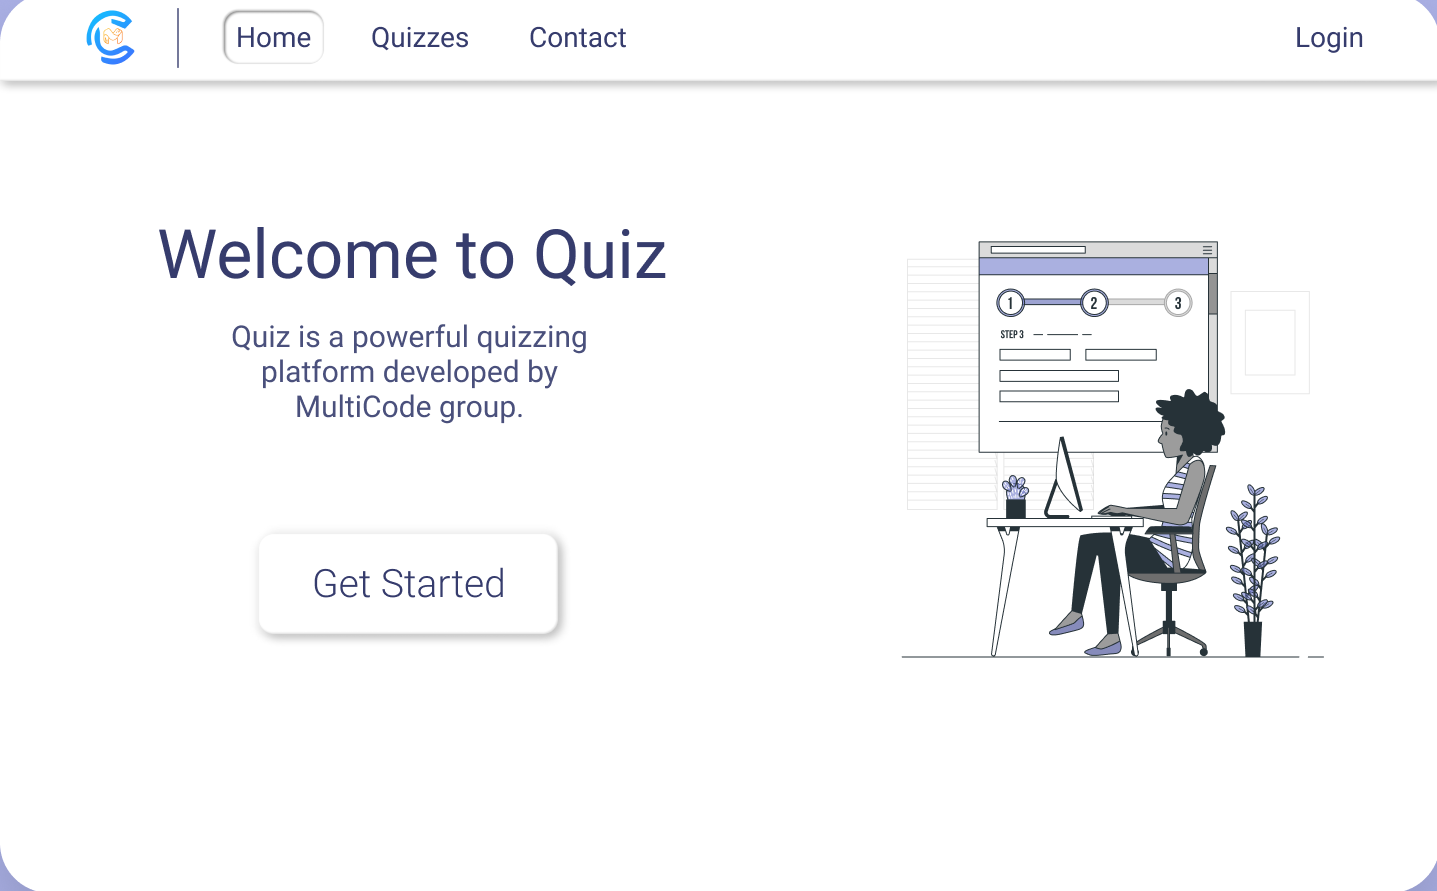 Home Quizzes Contact Login
Welcome to Quiz
Quiz is a powerful quizzing
platform developed by
MultiCode group.
Get Started
1 2 3
STEP 3